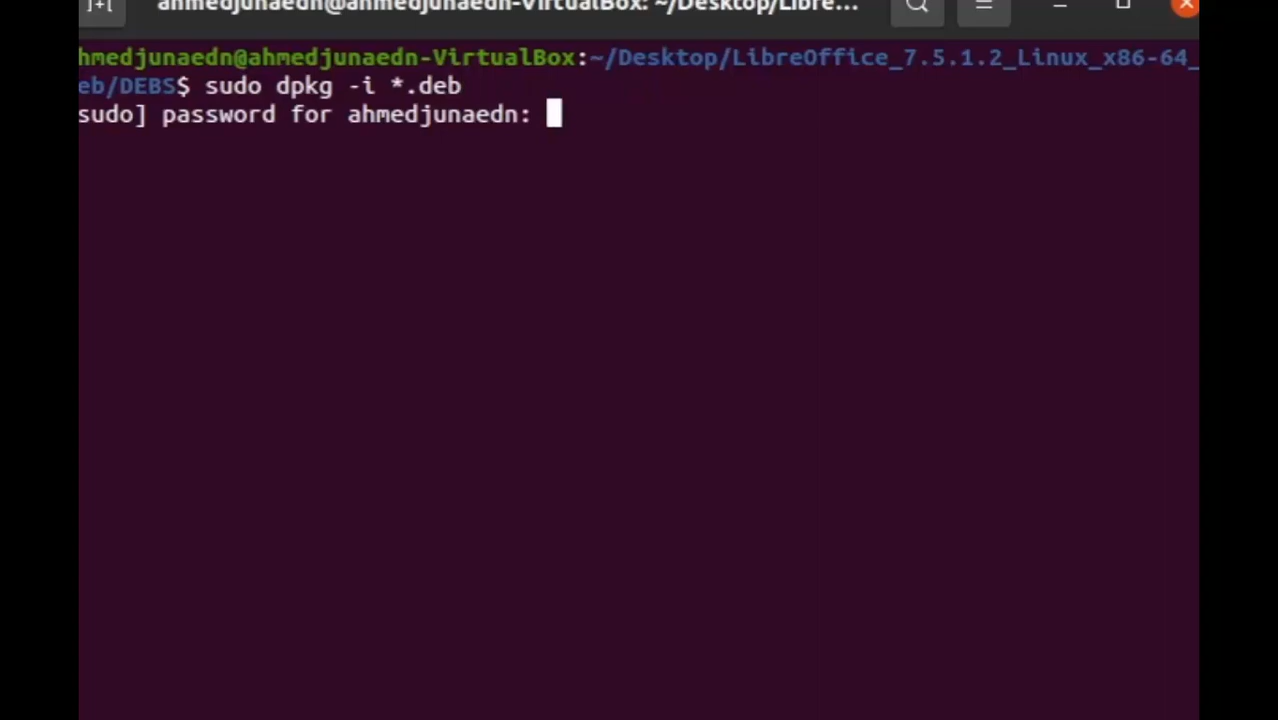 ahmedjunaedn@ahmedjunaedn-VirtualBox: ~/Desktop/Libre...
hmedjunaedn@ahmedjunaedn-VirtualBox:~/Desktop/LibreOffice_7.5.1.2_Linux_x86-64_
eb/DEBS$ sudo dpkg -i *.deb
sudo] password for ahmedjunaedn: